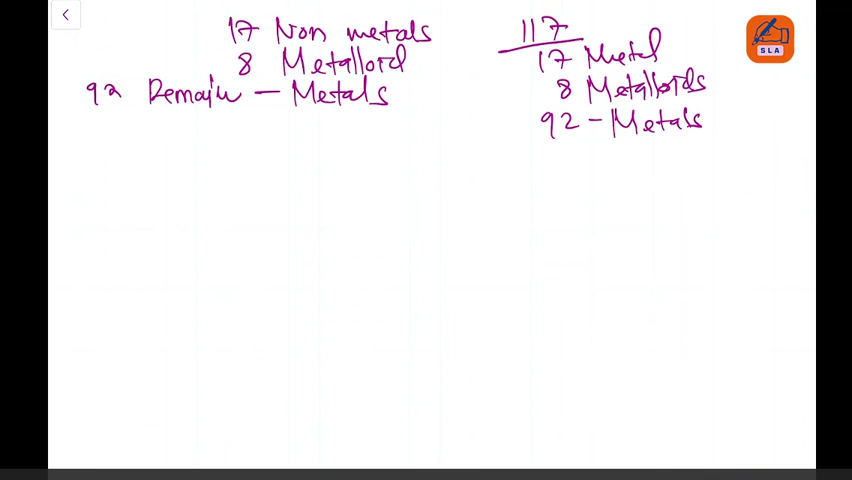 17 Non metals
8 Metalloid
92 Remain — Metals
117
17 Metal
8 Metalloids
92 - Metals
SLA